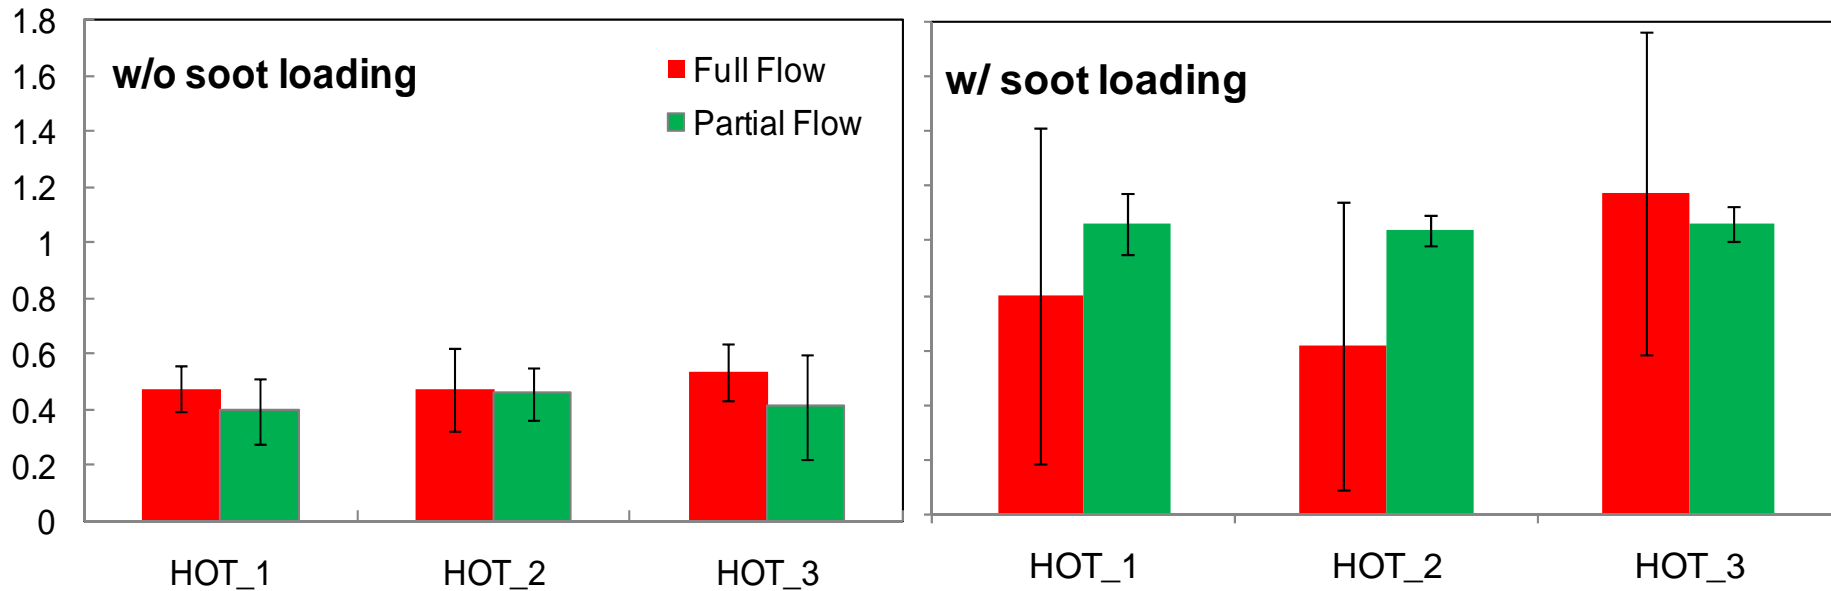 1.8
1.6
1.4
1.2
1
0.8
0.6
0.4
0.2
0
w/o soot loading
Full Flow
Partial Flow
HOT_1
HOT_2
HOT_3
w/ soot loading
HOT_1
HOT_2
HOT_3